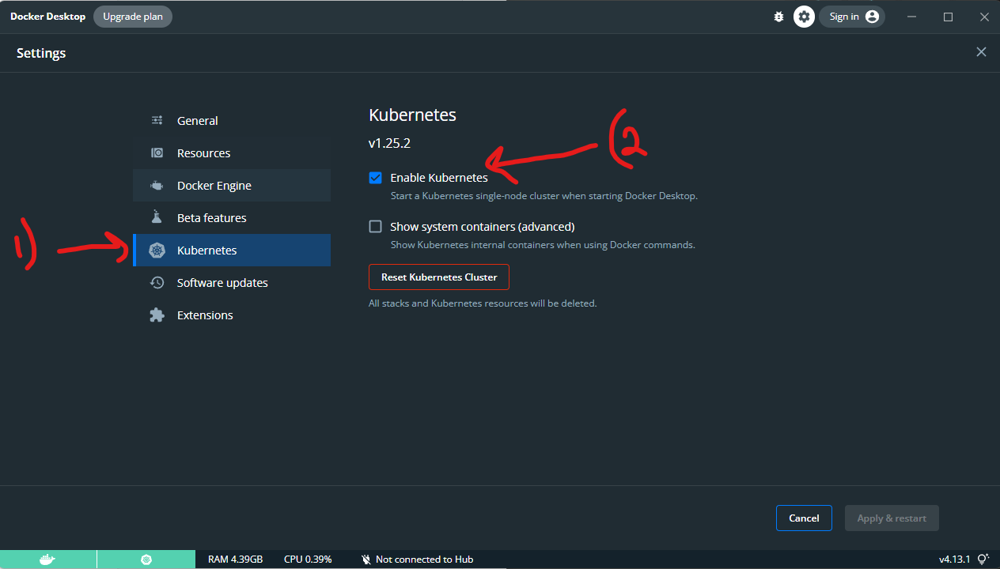 Docker Desktop Upgrade plan Sign in
Settings
General
Resources
Docker Engine
Beta features
Kubernetes
Software updates
Extensions
Kubernetes
v1.25.2
Enable Kubernetes
Start a Kubernetes single-node cluster when starting Docker Desktop.
Show system containers (advanced)
Show Kubernetes internal containers when using Docker commands.
Reset Kubernetes Cluster
All stacks and Kubernetes resources will be deleted.
1)
(2
Cancel Apply & restart
RAM 4.39GB CPU 0.39% Not connected to Hub v4.13.1